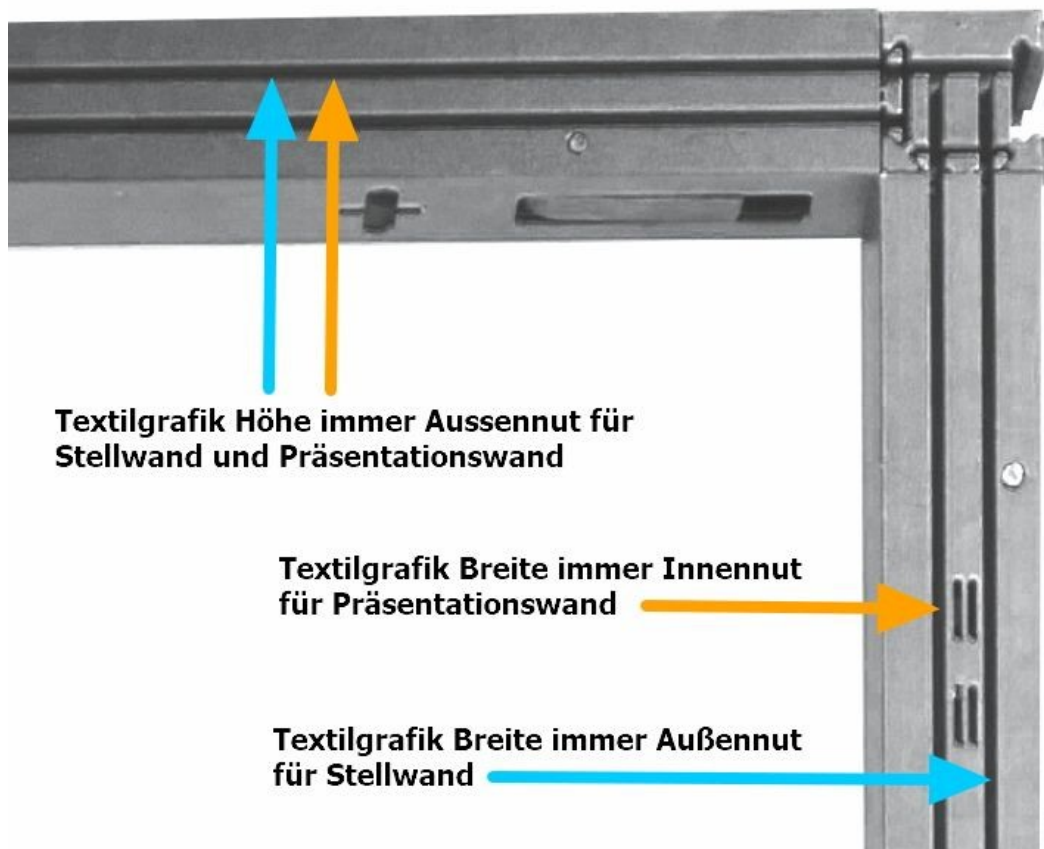 Textilgrafik Höhe immer Aussennut für
Stellwand und Präsentationswand
Textilgrafik Breite immer Innennut
für Präsentationswand
Textilgrafik Breite immer Außennut
für Stellwand